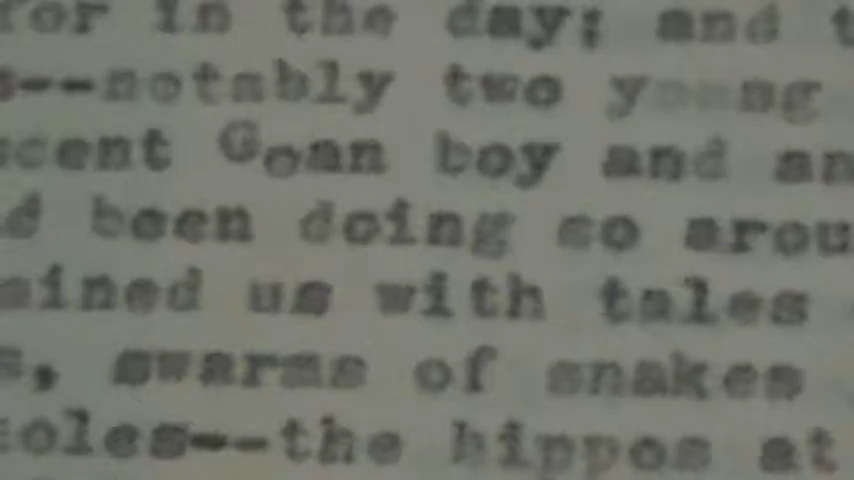 for in the day; and t
s--notably two young
scent Goan boy and an
d been doing so arou
ained us with tales
s, swarms of snakes
oles--the hippos at